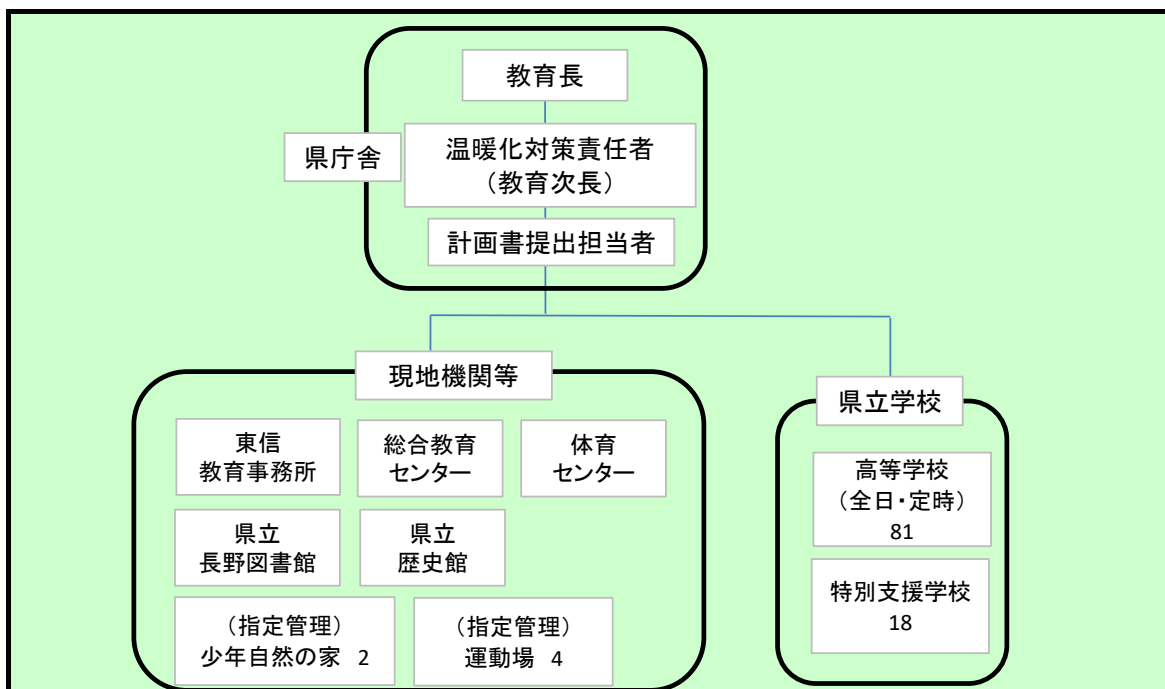 教育長
県庁舎
温暖化対策責任者
（教育次長）
計画書提出担当者
現地機関等
東信
教育事務所
総合教育
センター
体育
センター
県立
長野図書館
県立
歴史館
（指定管理）
少年自然の家 2
（指定管理）
運動場 4
県立学校
高等学校
（全日・定時）
81
特別支援学校
18